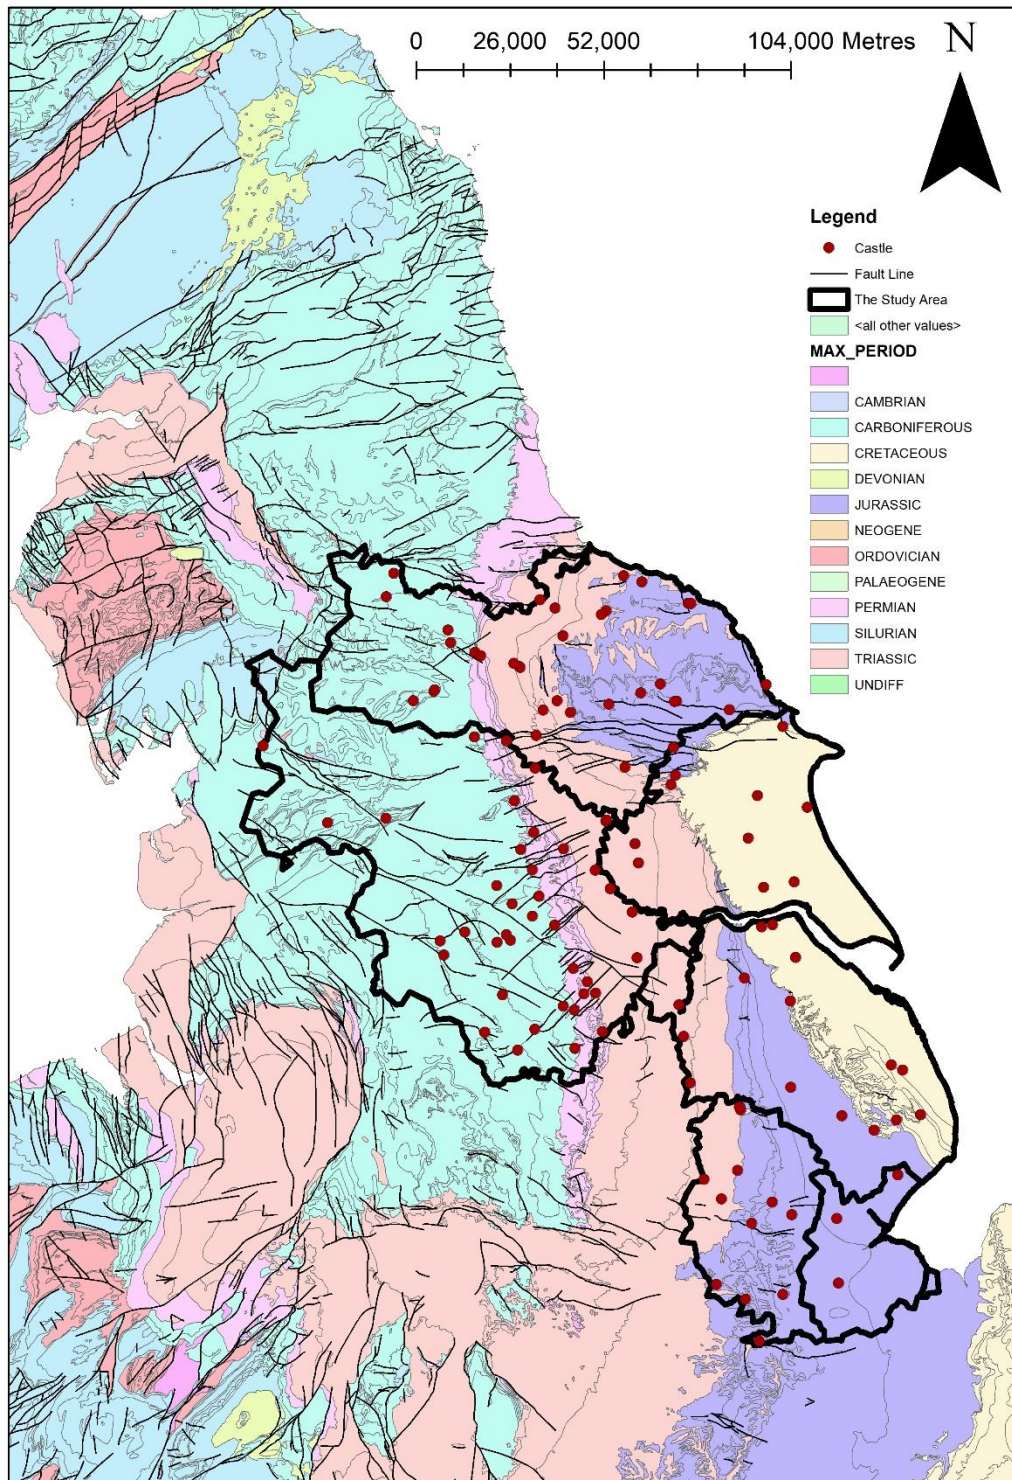 0 26,000 52,000 104,000 Metres
N
Legend
Castle
Fault Line
The Study Area
<all other values>
MAX_PERIOD
CAMBRIAN
CARBONIFEROUS
CRETACEOUS
DEVONIAN
JURASSIC
NEOGENE
ORDOVICIAN
PALAEOGENE
PERMIAN
SILURIAN
TRIASSIC
UNDIFF